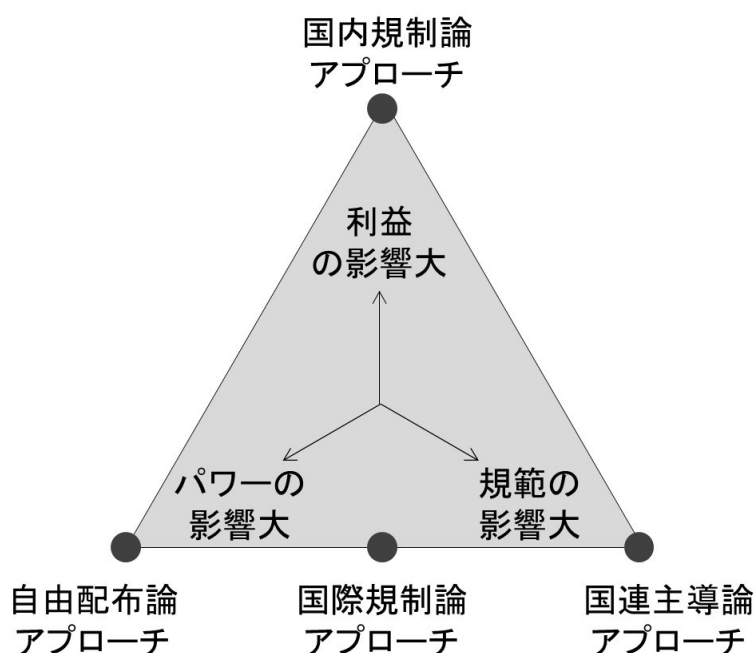 国内規制論
アプローチ
利益
の影響大
パワーの
影響大
規範の
影響大
自由配布論
アプローチ
国際規制論
アプローチ
国連主導論
アプローチ